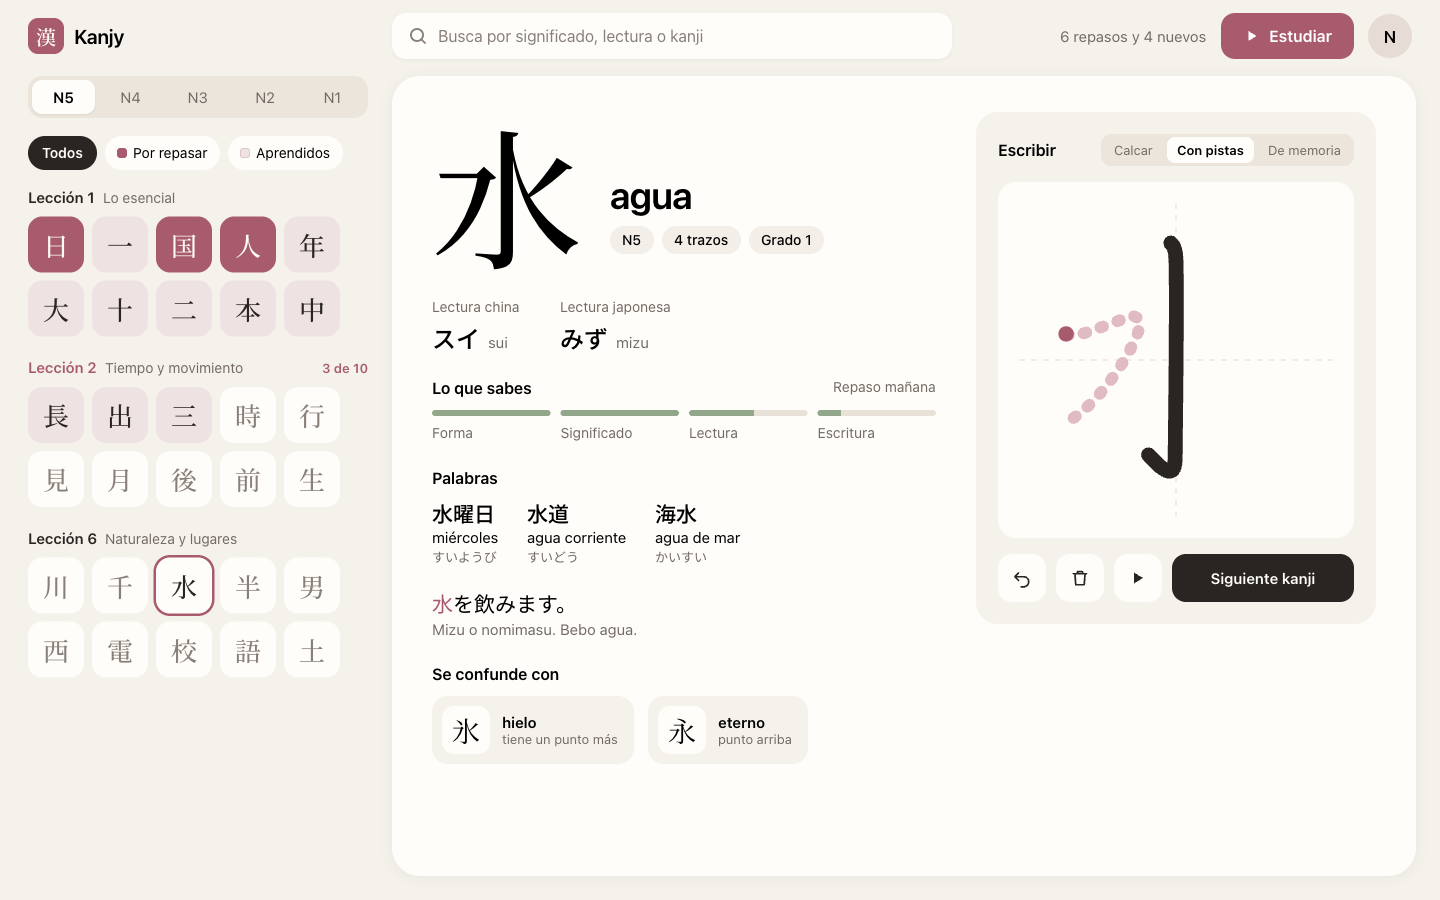 漢 Kanjy
Busca por significado, lectura o kanji
6 repasos y 4 nuevos
Estudiar
N
N5 N4 N3 N2 N1
Todos Por repasar Aprendidos
Lección 1 Lo esencial
日 一 国 人 年
大 十 二 本 中
Lección 2 Tiempo y movimiento 3 de 10
長 出 三 時 行
見 月 後 前 生
Lección 6 Naturaleza y lugares
川 千 水 半 男
西 電 校 語 土
水
agua
N5 4 trazos Grado 1
Lectura china Lectura japonesa
スイ sui みず mizu
Lo que sabes Repaso mañana
Forma Significado Lectura Escritura
Palabras
水曜日 水道 海水
miércoles agua corriente agua de mar
すいようび すいどう かいすい
水を飲みます。
Mizu o nomimasu. Bebo agua.
Se confunde con
氷 hielo
tiene un punto más
永 eterno
punto arriba
Escribir Calcar Con pistas De memoria
Siguiente kanji